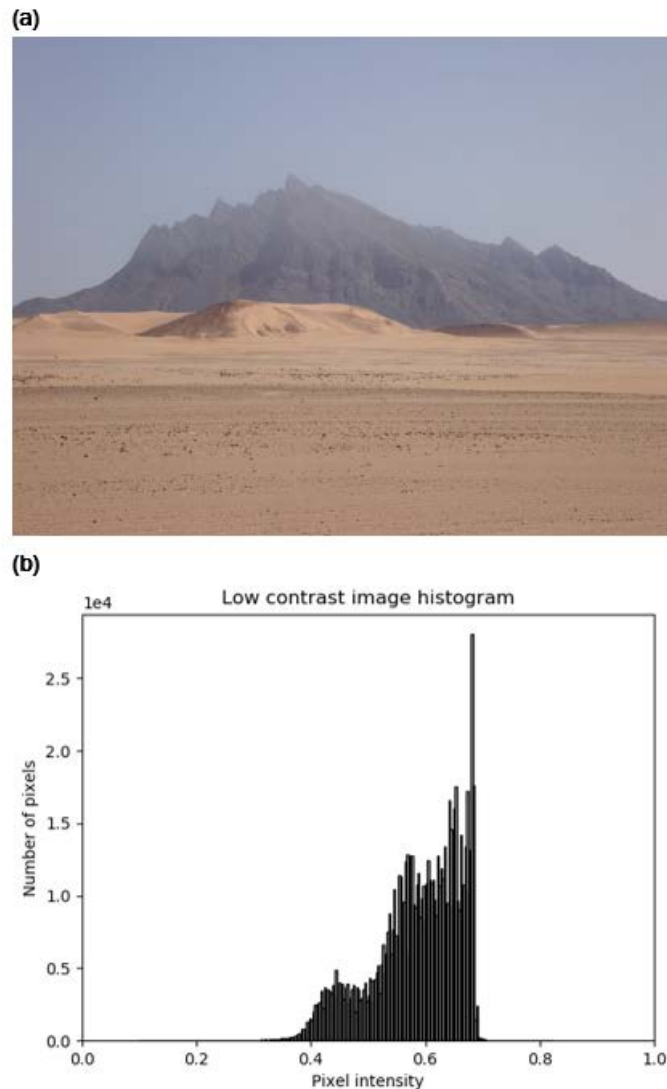 (a)
(b)
Low contrast image histogram
1e4
2.5
2.0
1.5
1.0
0.5
0.0
Number of pixels
0.0 0.2 0.4 0.6 0.8 1.0
Pixel intensity